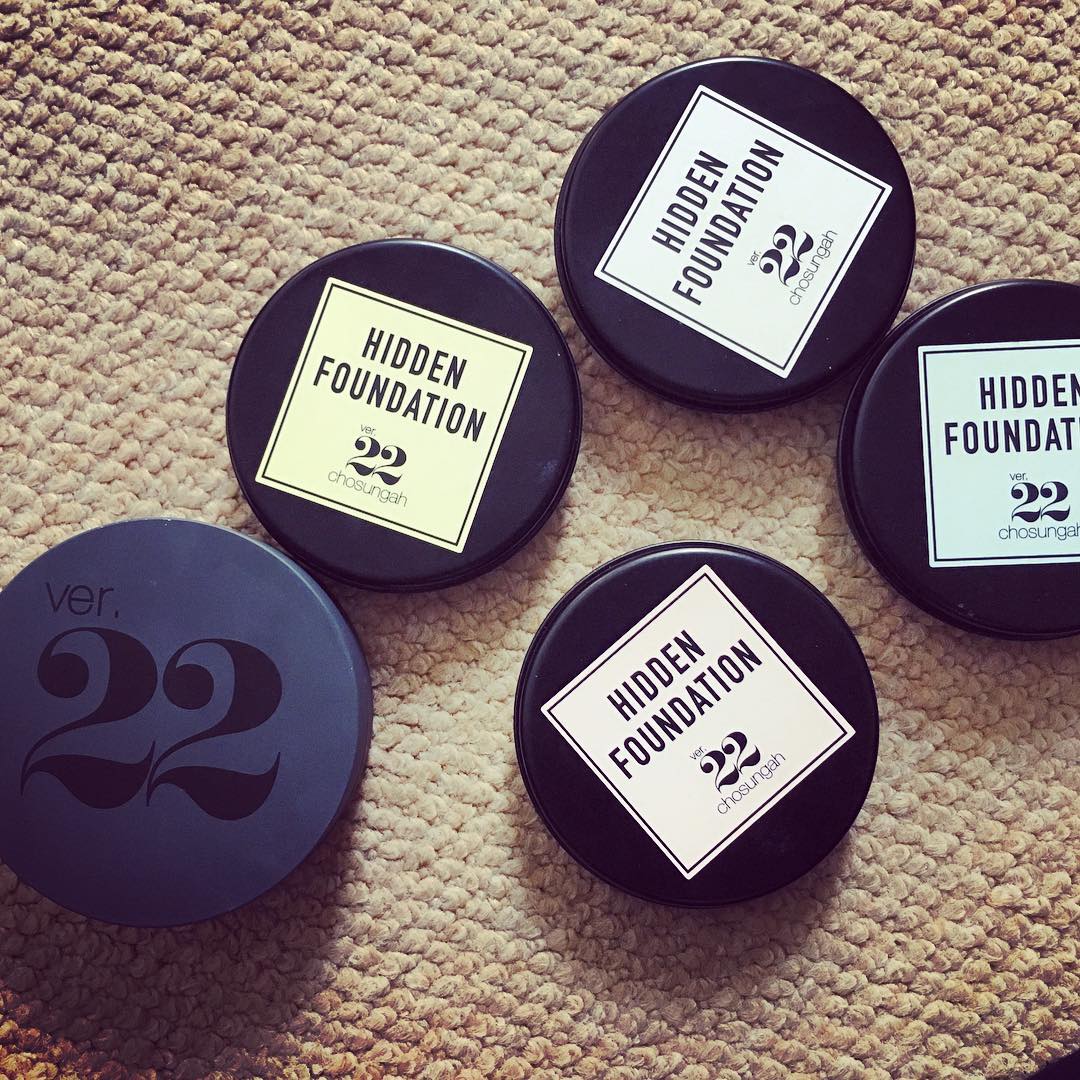 HIDDEN
FOUNDATION
ver.
22
chosungah
HIDDEN
FOUNDATION
ver.
22
chosungah
HIDDEN
FOUNDATI
ver.
22
chosungah
ver.
22
HIDDEN
FOUNDATION
ver.
22
chosungah